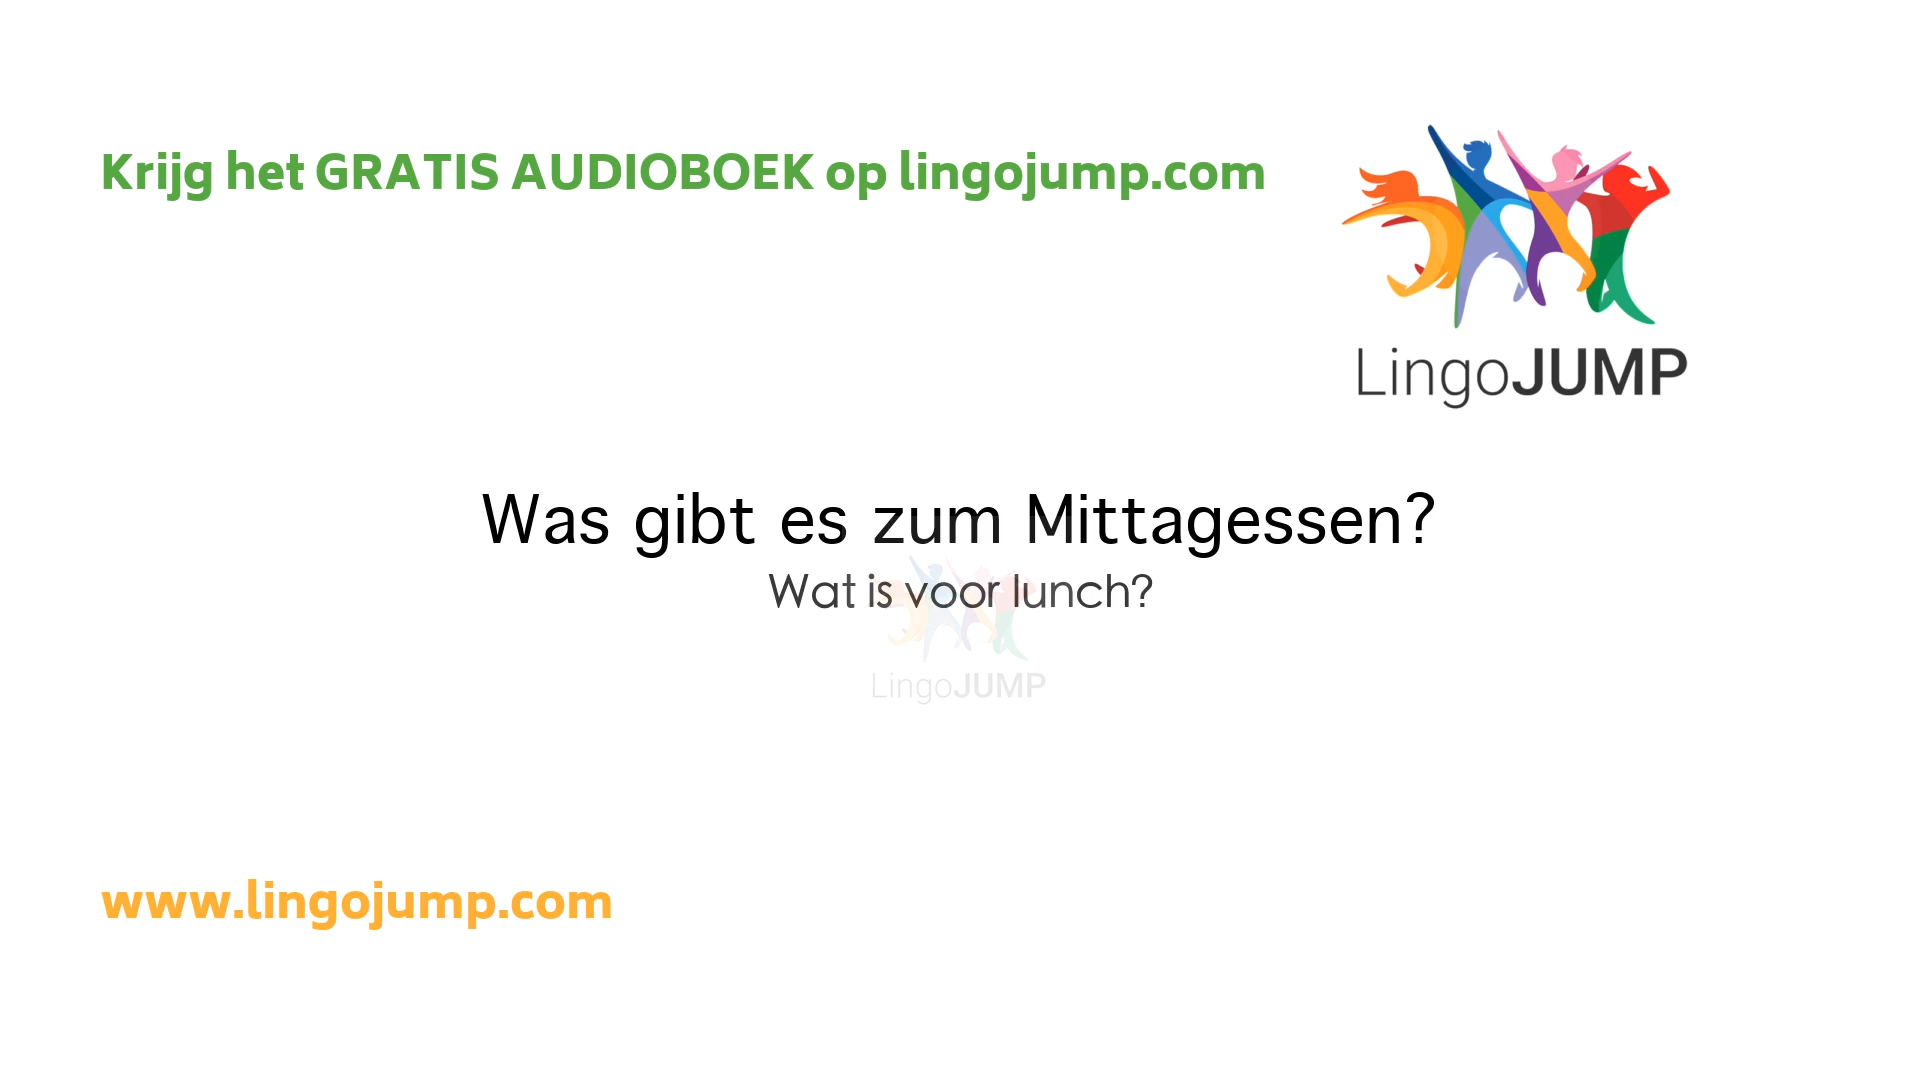 Krijg het GRATIS AUDIOBOEK op lingojump.com
LingoJUMP
Was gibt es zum Mittagessen?
Wat is voor lunch?
LingoJUMP
www.lingojump.com